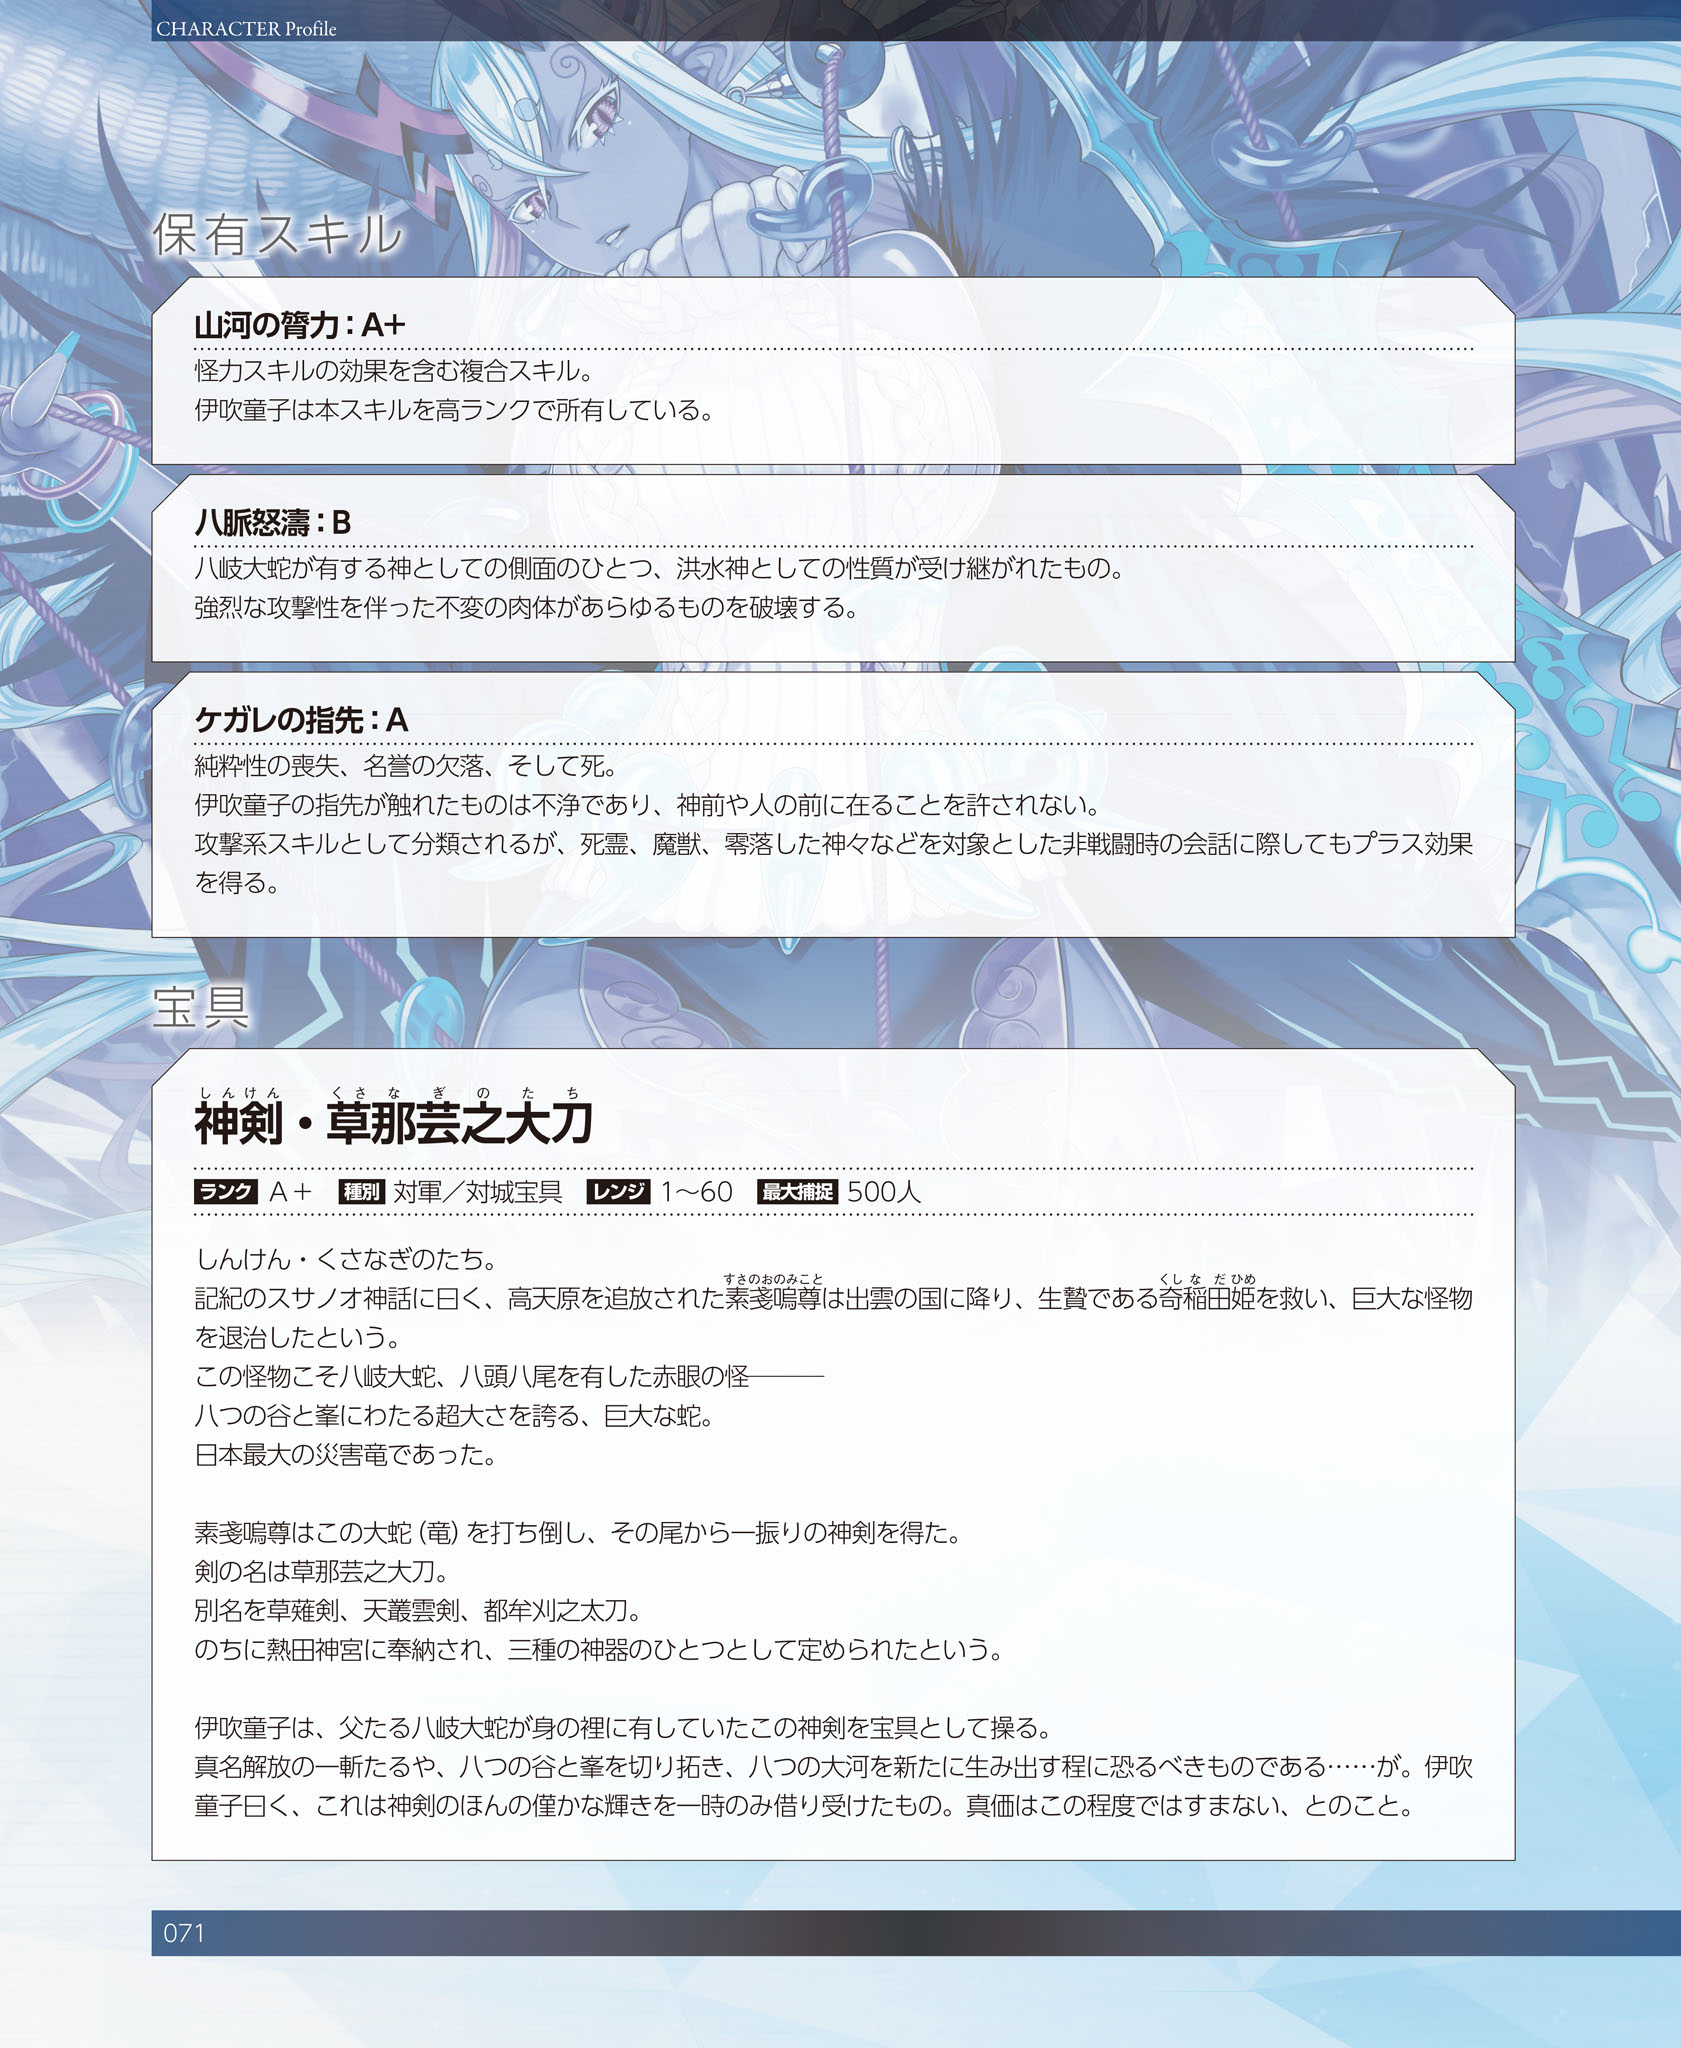 CHARACTER Profile
保有スキル
山河の膂力：A＋
怪力スキルの効果を含む複合スキル。
伊吹童子は本スキルを高ランクで所有している。
八脈怒濤：B
八岐大蛇が有する神としての側面のひとつ、洪水神としての性質が受け継がれたもの。
強烈な攻撃性を伴った不変の肉体があらゆるものを破壊する。
ケガレの指先：A
純粋性の喪失、名誉の欠落、そして死。
伊吹童子の指先が触れたものは不浄であり、神前や人の前に在ることを許されない。
攻撃系スキルとして分類されるが、死霊、魔獣、零落した神々などを対象とした非戦闘時の会話に際してもプラス効果
を得る。
宝具
しんけん　くさなぎのたち
神剣・草那芸之大刀
ランク A＋　種別 対軍／対城宝具　レンジ 1～60　最大捕捉 500人
しんけん・くさなぎのたち。
すさのおのみこと　くしなだひめ
記紀のスサノオ神話に曰く、高天原を追放された素戔嗚尊は出雲の国に降り、生贄である奇稲田姫を救い、巨大な怪物
を退治したという。
この怪物こそ八岐大蛇、八頭八尾を有した赤眼の怪―――
八つの谷と峯にわたる超大さを誇る、巨大な蛇。
日本最大の災害竜であった。
素戔嗚尊はこの大蛇（竜）を打ち倒し、その尾から一振りの神剣を得た。
剣の名は草那芸之大刀。
別名を草薙剣、天叢雲剣、都牟刈之太刀。
のちに熱田神宮に奉納され、三種の神器のひとつとして定められたという。
伊吹童子は、父たる八岐大蛇が身の裡に有していたこの神剣を宝具として操る。
真名解放の一斬たるや、八つの谷と峯を切り拓き、八つの大河を新たに生み出す程に恐るべきものである……が。伊吹
童子曰く、これは神剣のほんの僅かな輝きを一時のみ借り受けたもの。真価はこの程度ではすまない、とのこと。
071